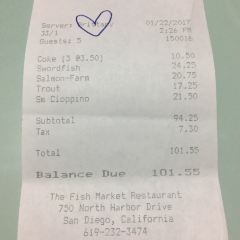 Server: Brittany 01/22/2017
33/1 2:26 PM
Guests: 5 150016
Coke (3 @3.50) 10.50
Swordfish 24.25
Salmon-Farm 20.75
Trout 17.25
Sm Cioppino 21.50
Subtotal 94.25
Tax 7.30
Total 101.55
Balance Due 101.55
The Fish Market Restaurant
750 North Harbor Drive
San Diego, California
619-232-3474